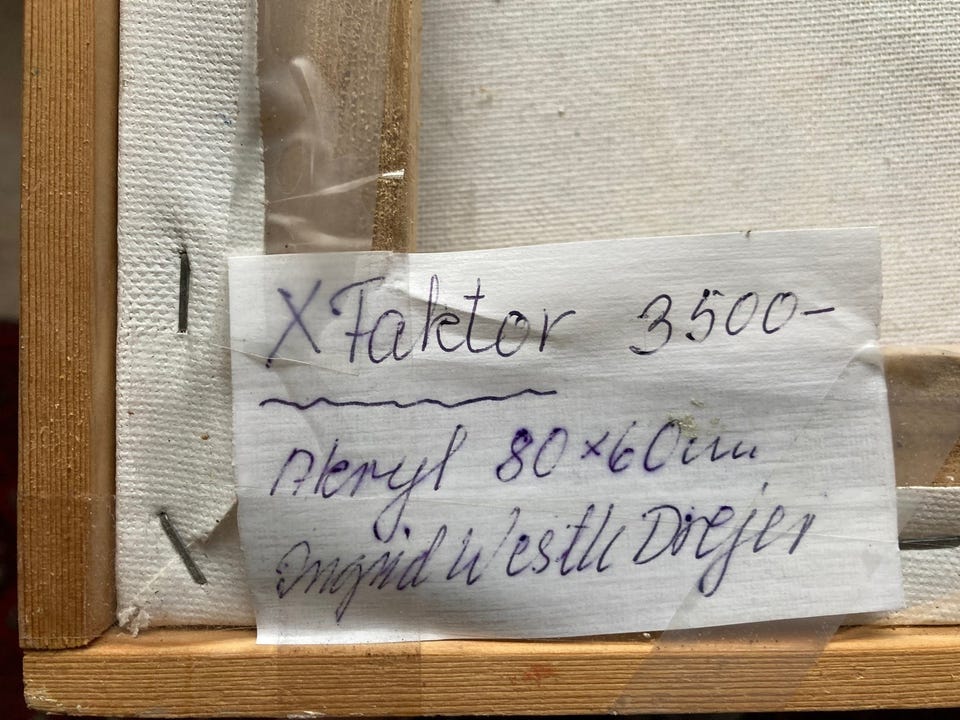 X Faktor 3500-
Akryl 80×60cm
Ingrid Westh Drejer